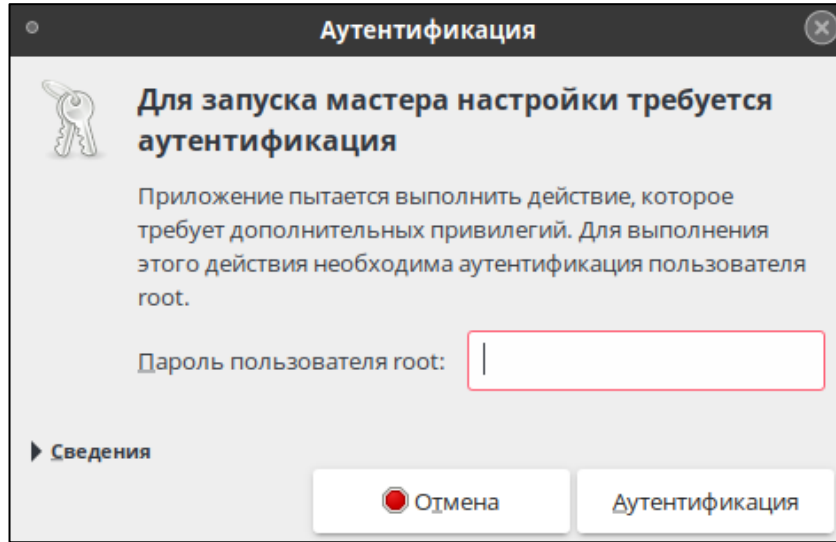 Аутентификация
Для запуска мастера настройки требуется
аутентификация
Приложение пытается выполнить действие, которое
требует дополнительных привилегий. Для выполнения
этого действия необходима аутентификация пользователя
root.
Пароль пользователя root:
Сведения
Отмена
Аутентификация